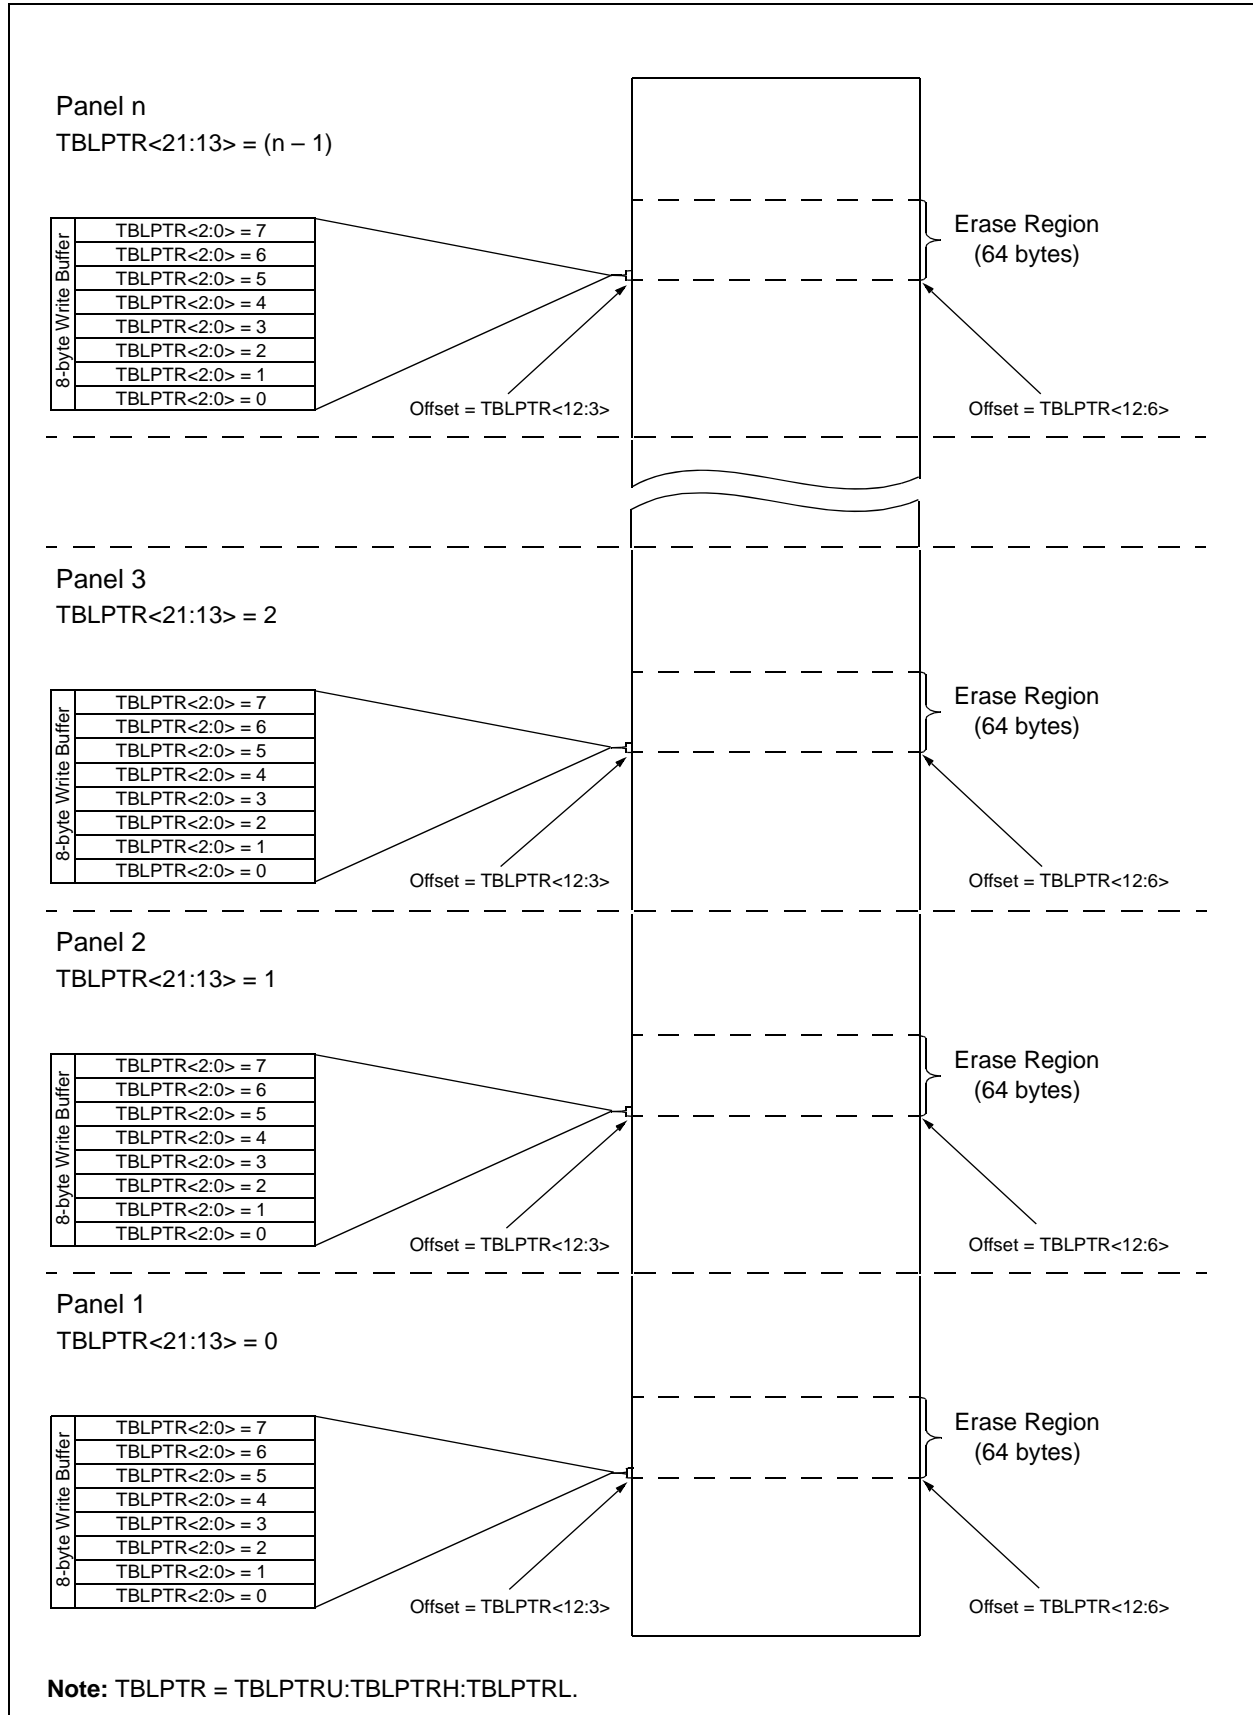 Panel n
TBLPTR<21:13> = (n – 1)
8-byte Write Buffer
TBLPTR<2:0> = 7
TBLPTR<2:0> = 6
TBLPTR<2:0> = 5
TBLPTR<2:0> = 4
TBLPTR<2:0> = 3
TBLPTR<2:0> = 2
TBLPTR<2:0> = 1
TBLPTR<2:0> = 0
Offset = TBLPTR<12:3>
Erase Region
(64 bytes)
Offset = TBLPTR<12:6>
Panel 3
TBLPTR<21:13> = 2
8-byte Write Buffer
TBLPTR<2:0> = 7
TBLPTR<2:0> = 6
TBLPTR<2:0> = 5
TBLPTR<2:0> = 4
TBLPTR<2:0> = 3
TBLPTR<2:0> = 2
TBLPTR<2:0> = 1
TBLPTR<2:0> = 0
Offset = TBLPTR<12:3>
Erase Region
(64 bytes)
Offset = TBLPTR<12:6>
Panel 2
TBLPTR<21:13> = 1
8-byte Write Buffer
TBLPTR<2:0> = 7
TBLPTR<2:0> = 6
TBLPTR<2:0> = 5
TBLPTR<2:0> = 4
TBLPTR<2:0> = 3
TBLPTR<2:0> = 2
TBLPTR<2:0> = 1
TBLPTR<2:0> = 0
Offset = TBLPTR<12:3>
Erase Region
(64 bytes)
Offset = TBLPTR<12:6>
Panel 1
TBLPTR<21:13> = 0
8-byte Write Buffer
TBLPTR<2:0> = 7
TBLPTR<2:0> = 6
TBLPTR<2:0> = 5
TBLPTR<2:0> = 4
TBLPTR<2:0> = 3
TBLPTR<2:0> = 2
TBLPTR<2:0> = 1
TBLPTR<2:0> = 0
Offset = TBLPTR<12:3>
Erase Region
(64 bytes)
Offset = TBLPTR<12:6>
Note: TBLPTR = TBLPTRU:TBLPTRH:TBLPTRL.